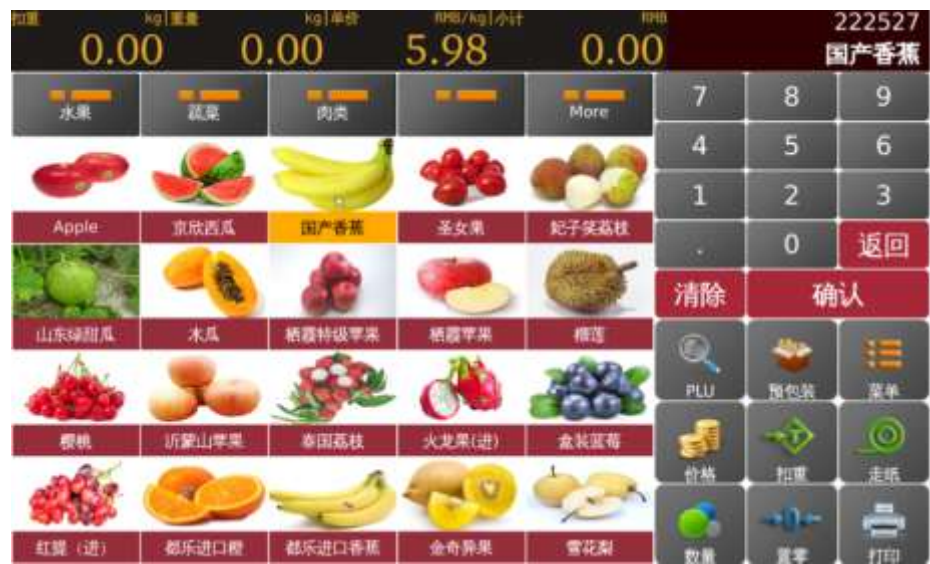 扣重 kg|重量 kg|单价 RMB/kg|小计 RMB
0.00 0.00 5.98 0.00
222527
国产香蕉
水果 蔬菜 肉类 More
7 8 9
4 5 6
1 2 3
. 0 返回
清除 确认
Apple 京欣西瓜 国产香蕉 圣女果 妃子笑荔枝
山东绿甜瓜 木瓜 栖霞特级苹果 栖霞苹果 榴莲
樱桃 沂蒙山苹果 泰国荔枝 火龙果(进) 盒装蓝莓
红提（进） 都乐进口橙 都乐进口香蕉 金奇异果 雪花梨
PLU 预包装 菜单
价格 扣重 走纸
数量 置零 打印